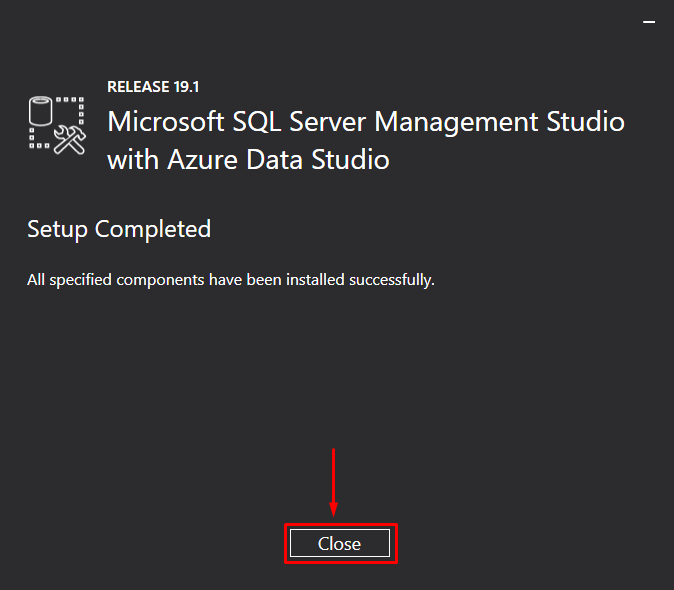 RELEASE 19.1
Microsoft SQL Server Management Studio
with Azure Data Studio
Setup Completed
All specified components have been installed successfully.
Close